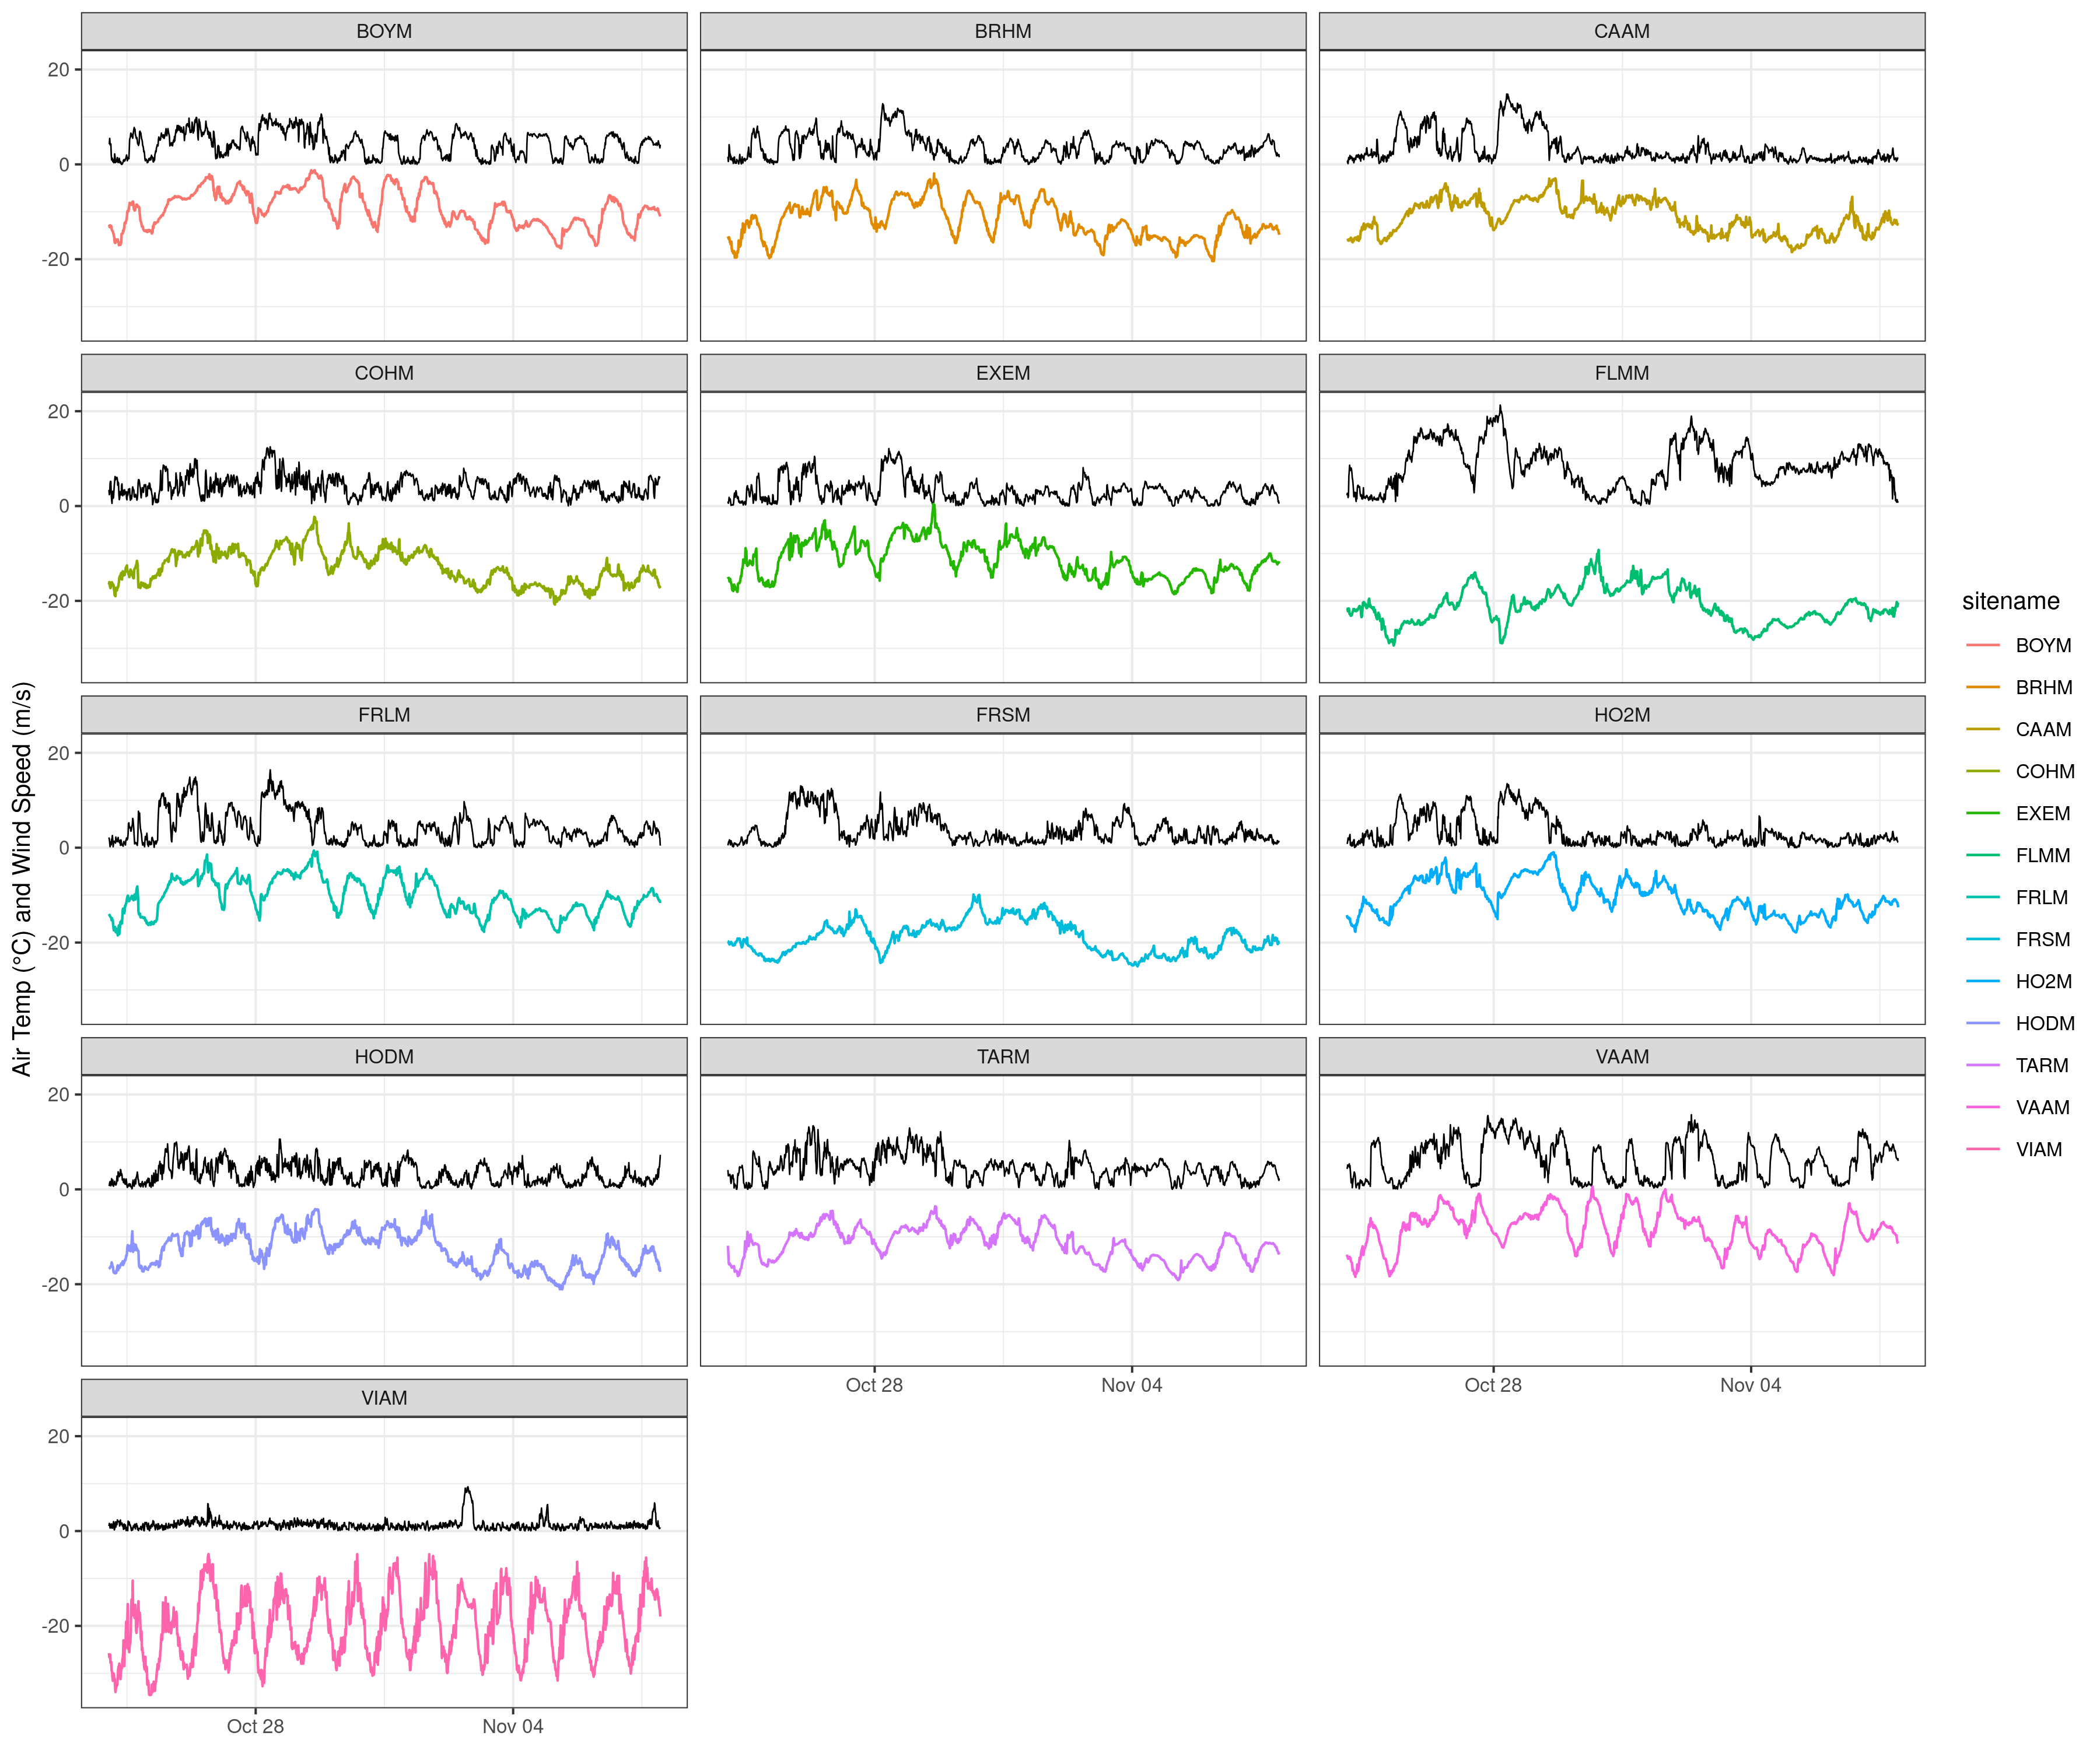 BOYM
BRHM
CAAM
20
0
-20
COHM
EXEM
FLMM
20
0
-20
FRLM
FRSM
HO2M
20
0
-20
HODM
TARM
VAAM
20
0
-20
Oct 28
Nov 04
Oct 28
Nov 04
VIAM
20
0
-20
Oct 28
Nov 04
Air Temp (°C) and Wind Speed (m/s)
sitename
BOYM
BRHM
CAAM
COHM
EXEM
FLMM
FRLM
FRSM
HO2M
HODM
TARM
VAAM
VIAM